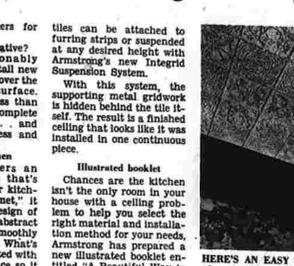 ers for
ative?
onably
tall new
over the
urface.
ss than
omplete
. . and
ess and
en
ers an
that's
r kitch-
net," it
esign of
abstract
moothly
What's
ted with
tiles can be attached to
furring strips or suspended
at any desired height with
Armstrong's new Integrid
Suspension System.
With this system, the
supporting metal gridwork
is hidden behind the tile it-
self. The result is a finished
ceiling that looks like it was
installed in one continuous
piece.
Illustrated booklet
Chances are the kitchen
isn't the only room in your
house with a ceiling prob-
lem to help you select the
right material and installa-
tion method for your needs,
Armstrong has prepared a
new illustrated booklet en-
HERE'S AN EASY